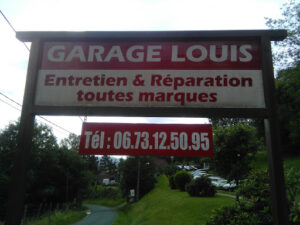 GARAGE LOUIS
Entretien & Réparation
toutes marques
Tél : 06.73.12.50.95